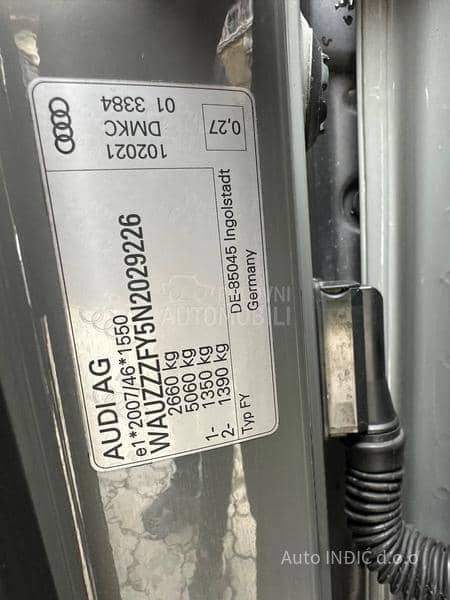 AUDI AG
e1*2007/46*1550
WAUZZZFY5N2029226
2660 kg
5060 kg
1- 1350 kg
2- 1390 kg
Typ FY
DE-85045 Ingolstadt
Germany
102021
DMKC
01 3384
0,27
AUTOMOBILI
Auto INĐIĆ d.o.o